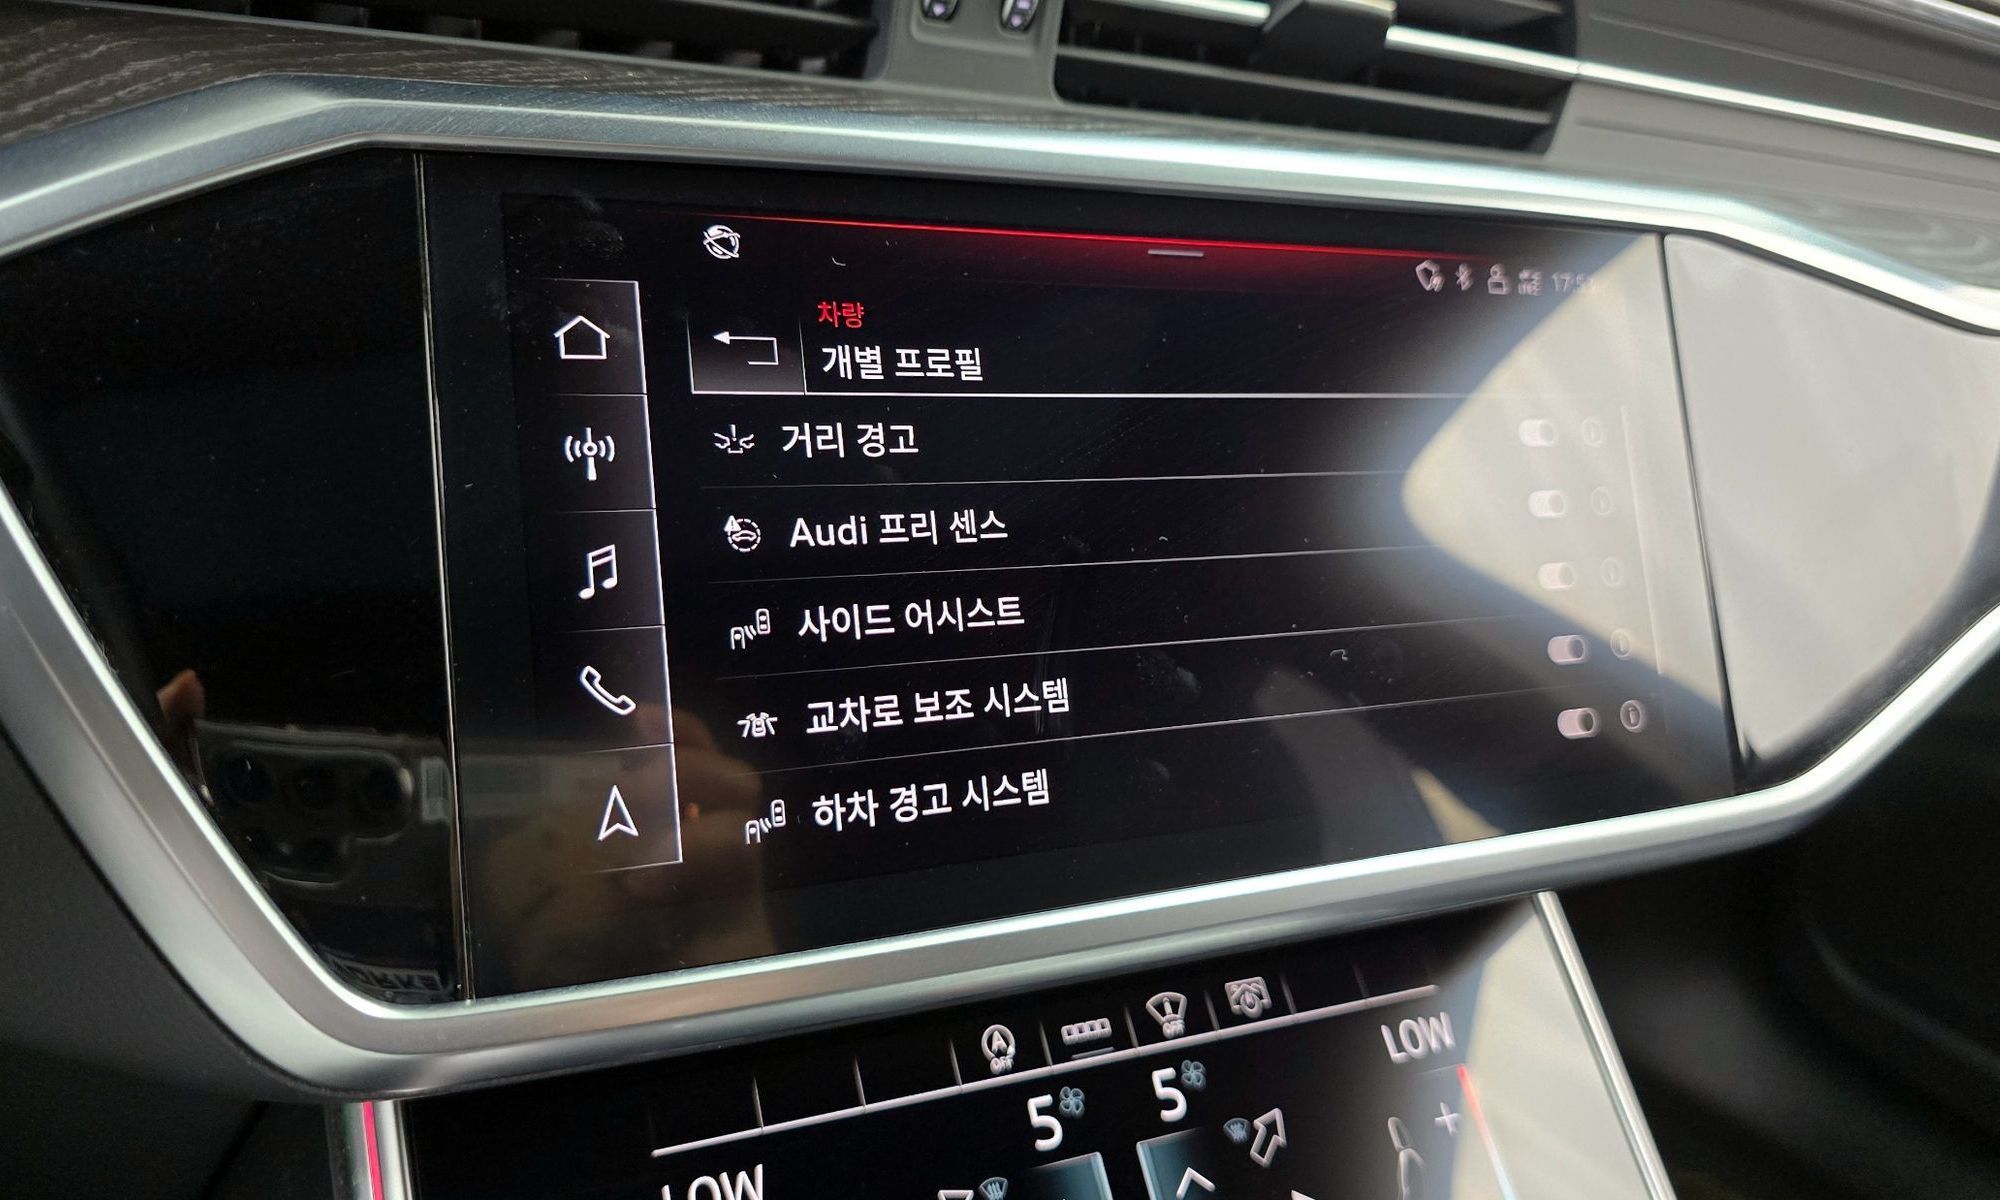 차량
개별 프로필
거리 경고
Audi 프리 센스
사이드 어시스트
교차로 보조 시스템
하차 경고 시스템
OFF
OFF
LOW
5
5
LOW